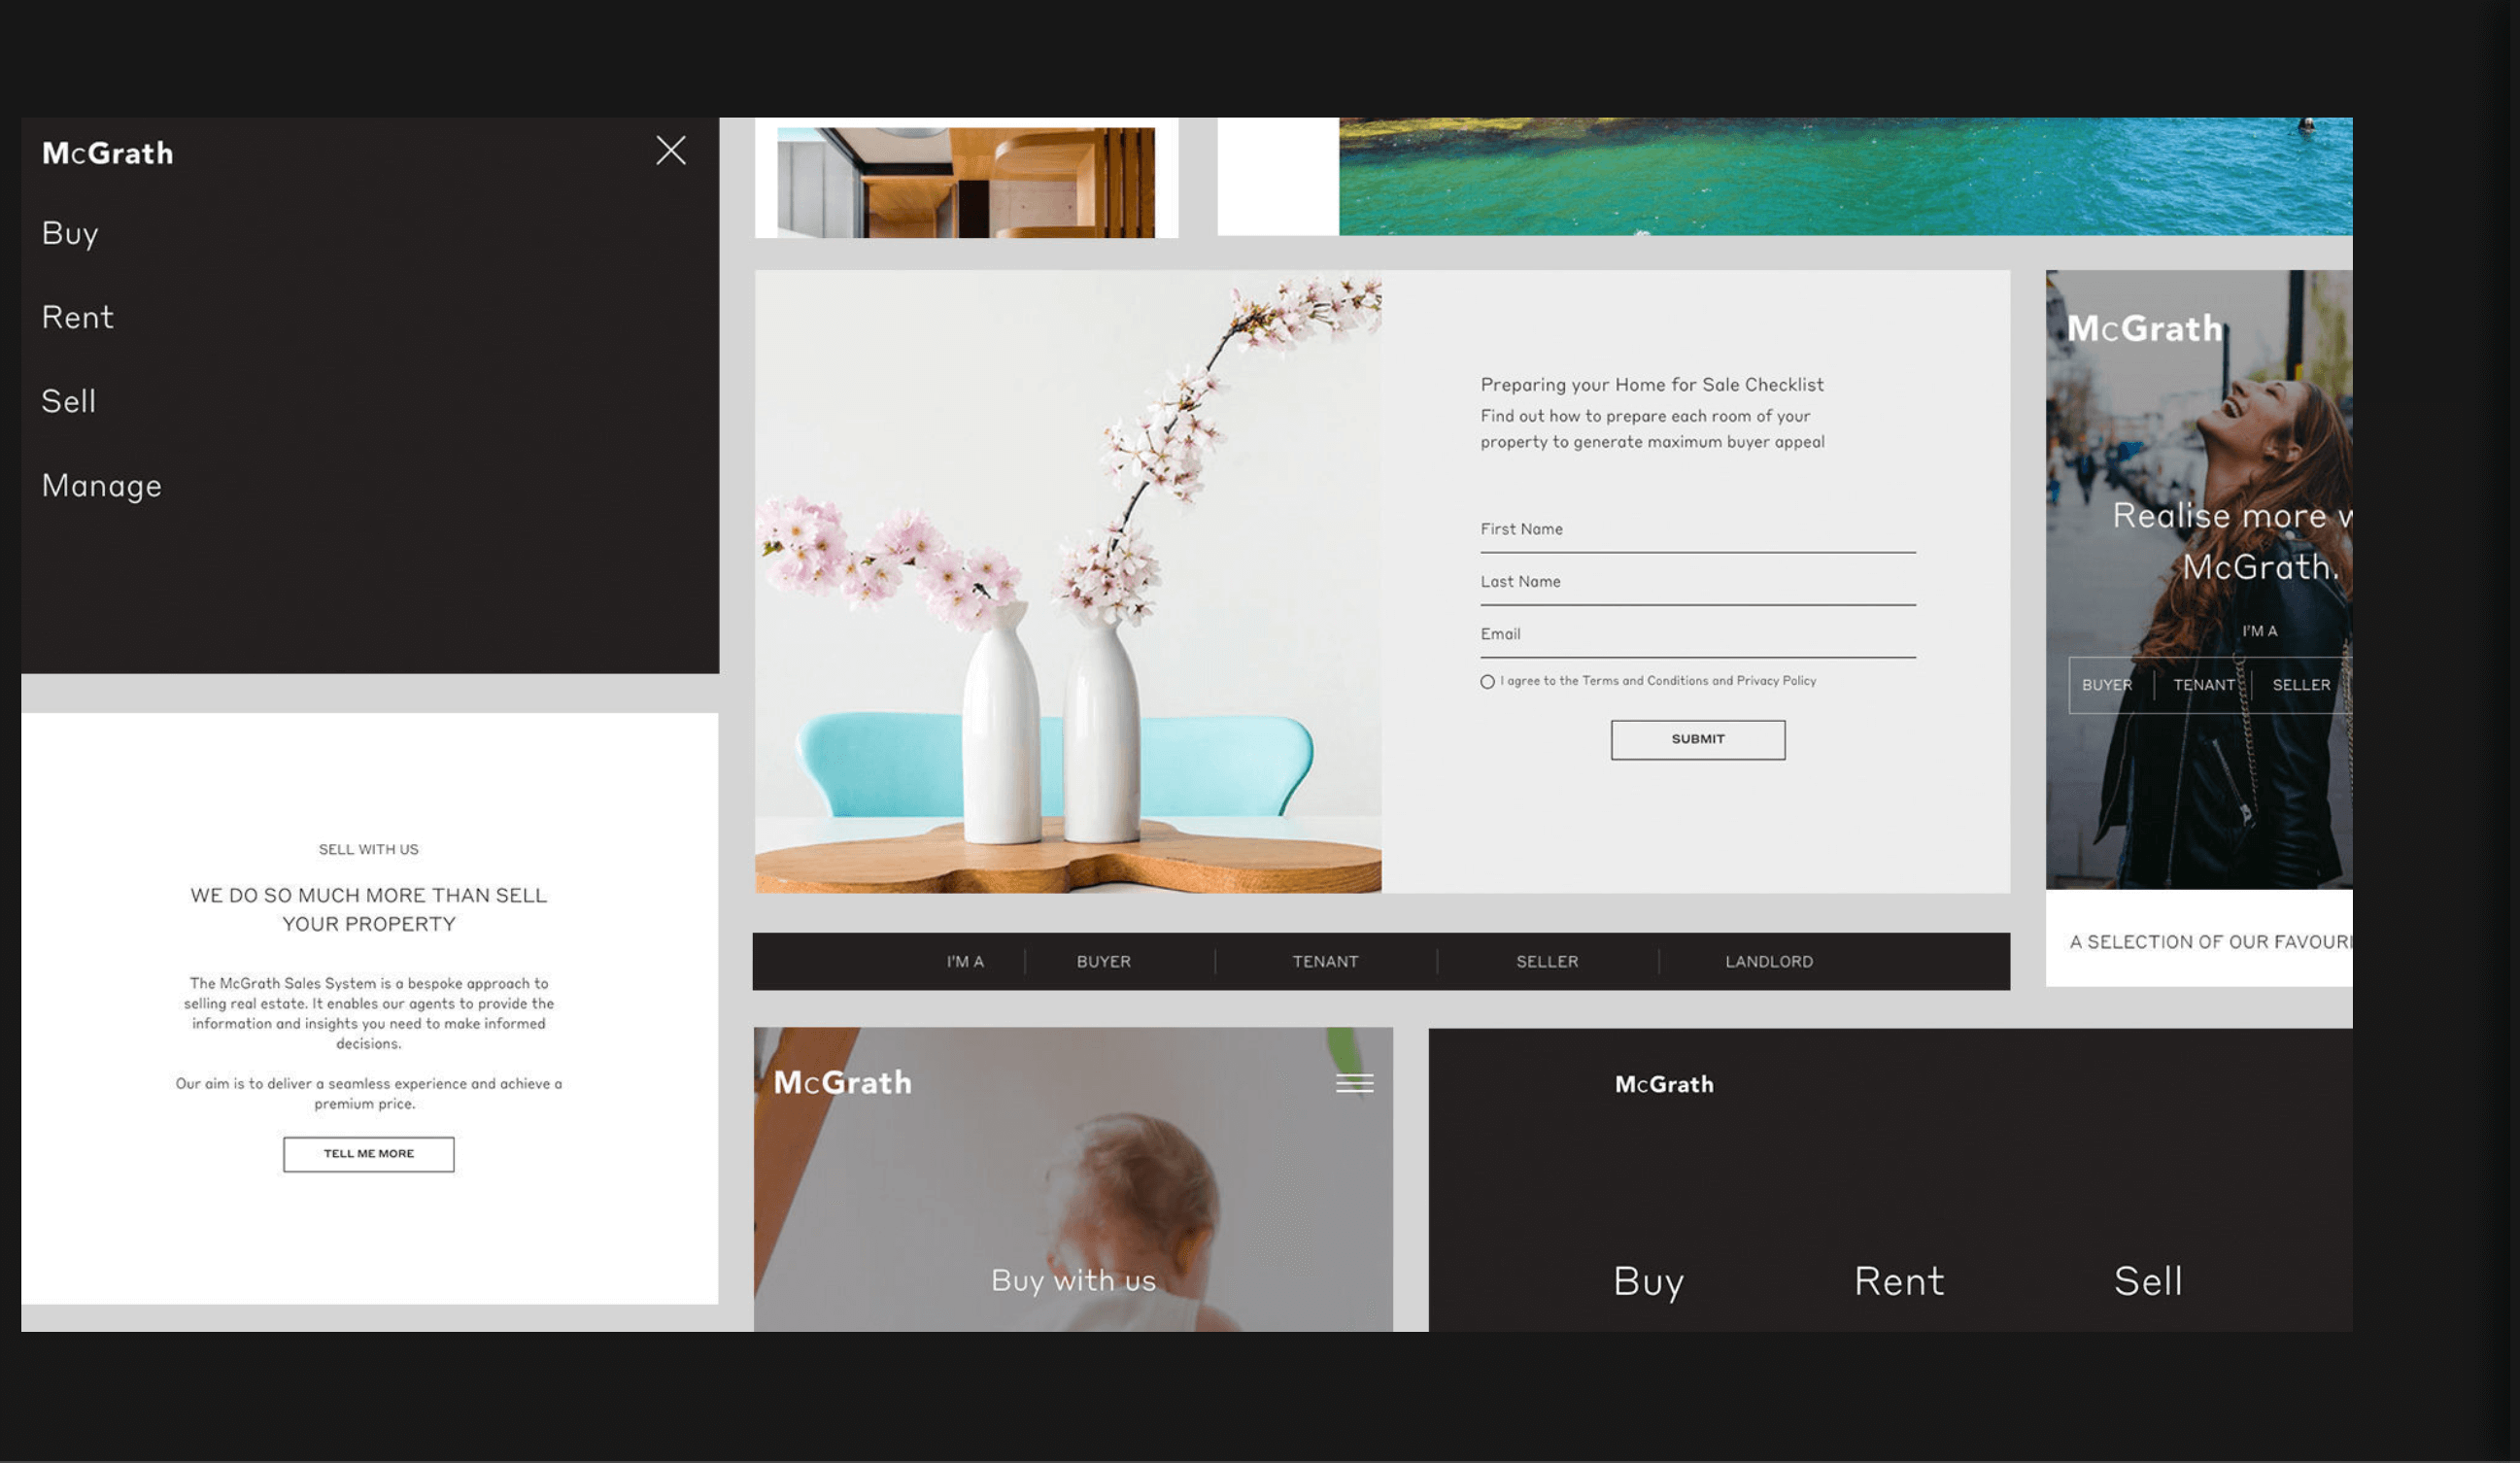 McGrath
Buy
Rent
Sell
Manage
SELL WITH US
WE DO SO MUCH MORE THAN SELL
YOUR PROPERTY
The McGrath Sales System is a bespoke approach to
selling real estate. It enables our agents to provide the
information and insights you need to make informed
decisions.
Our aim is to deliver a seamless experience and achieve a
premium price.
TELL ME MORE
Preparing your Home for Sale Checklist
Find out how to prepare each room of your
property to generate maximum buyer appeal
First Name
Last Name
Email
I agree to the Terms and Conditions and Privacy Policy
SUBMIT
I'M A BUYER TENANT SELLER LANDLORD
McGrath
Buy with us
McGrath
Realise more
McGrath.
I'M A
BUYER TENANT SELLER
A SELECTION OF OUR
McGrath
Buy Rent Sell